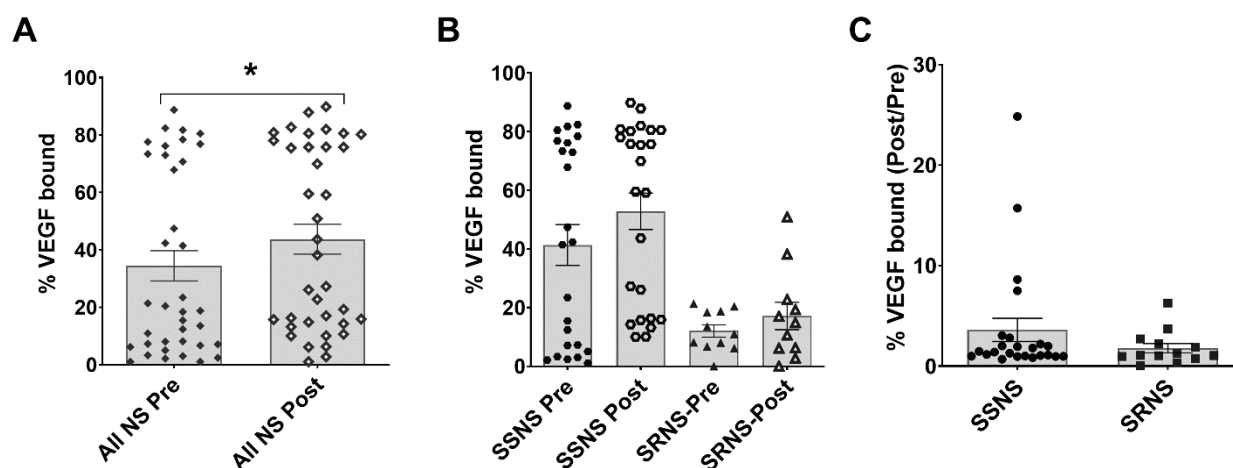 A
B
C
*
% VEGF bound
100
80
60
40
20
0
All NS Pre
All NS Post
% VEGF bound
100
80
60
40
20
0
SSNS Pre
SSNS Post
SRNS-Pre
SRNS-Post
% VEGF bound (Post/Pre)
30
20
10
0
SSNS
SRNS